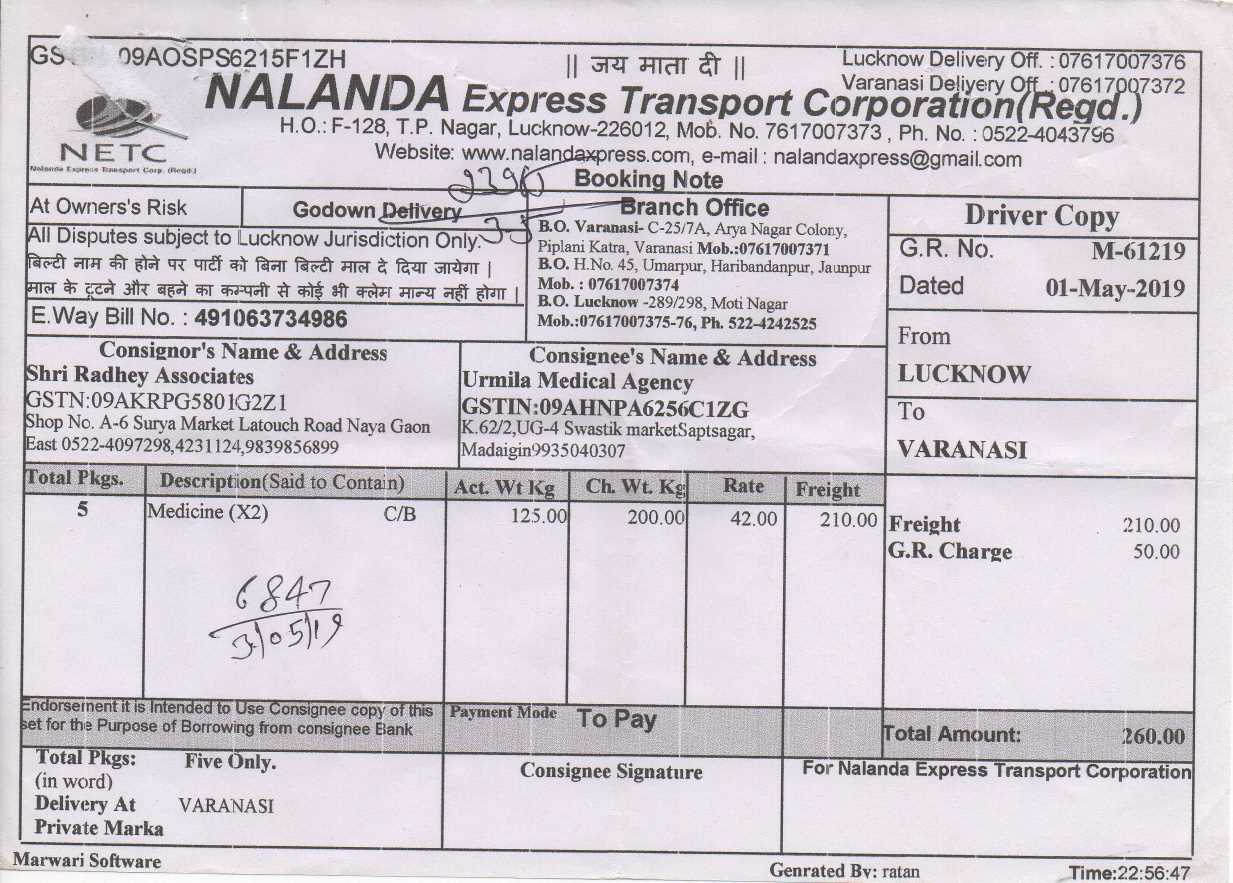 GS 09AOSPS6215F1ZH
|| जय माता दी ||
Lucknow Delivery Off. : 07617007376
Varanasi Delivery Off. : 07617007372
NALANDA Express Transport Corporation(Regd.)
H.O.: F-128, T.P. Nagar, Lucknow-226012, Mob. No. 7617007373 , Ph. No. : 0522-4043796
NETC
Website: www.nalandaxpress.com, e-mail : nalandaxpress@gmail.com
Nalanda Express Transport Corp. (Regd.)
Booking Note
At Owners's Risk
Godown Delivery
All Disputes subject to Lucknow Jurisdiction Only.
बिल्टी नाम की होने पर पार्टी को बिना बिल्टी माल दे दिया जायेगा |
माल के टूटने और बहने का कम्पनी से कोई भी क्लेम मान्य नहीं होगा |
E.Way Bill No. : 491063734986
Branch Office
B.O. Varanasi- C-25/7A, Arya Nagar Colony,
Piplani Katra, Varanasi Mob.:07617007371
B.O. H.No. 45, Umarpur, Haribandanpur, Jaunpur
Mob. : 07617007374
B.O. Lucknow -289/298, Moti Nagar
Mob.:07617007375-76, Ph. 522-4242525
Driver Copy
G.R. No. M-61219
Dated 01-May-2019
From
LUCKNOW
To
VARANASI
Consignor's Name & Address
Shri Radhey Associates
GSTN:09AKRPG5801G2Z1
Shop No. A-6 Surya Market Latouch Road Naya Gaon
East 0522-4097298,4231124,9839856899
Consignee's Name & Address
Urmila Medical Agency
GSTIN:09AHNPA6256C1ZG
K.62/2,UG-4 Swastik marketSaptsagar,
Madaigin9935040307
Total Pkgs. Description(Said to Contain) Act. Wt Kg Ch. Wt. Kg Rate Freight
5 Medicine (X2) C/B 125.00 200.00 42.00 210.00
Freight 210.00
G.R. Charge 50.00
6847
3/05/19
Endorsement it is Intended to Use Consignee copy of this
set for the Purpose of Borrowing from consignee Bank
Payment Mode To Pay
Total Amount: 260.00
Total Pkgs: Five Only.
(in word)
Delivery At VARANASI
Private Marka
Consignee Signature
For Nalanda Express Transport Corporation
Marwari Software
Genrated By: ratan
Time:22:56:47